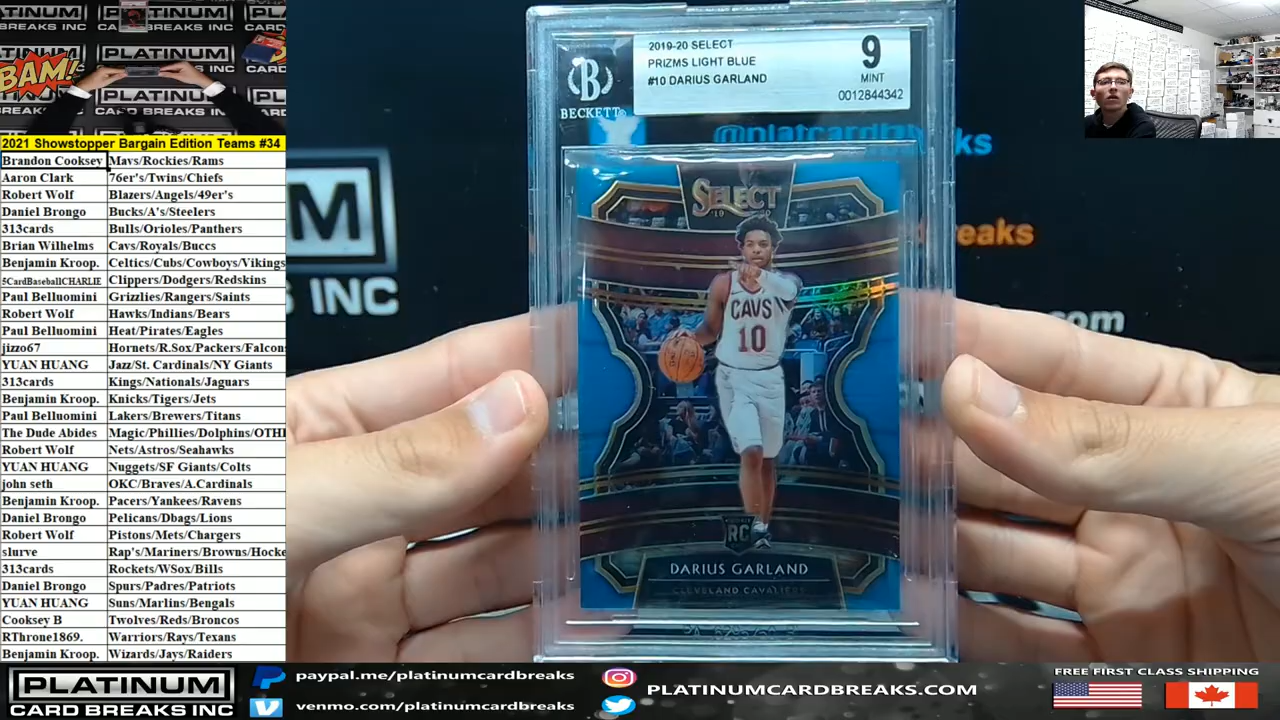 PLATINUM
BAM!
2021 Showstopper Bargain Edition Teams #34
Brandon Cooksey Mavs/Rockies/Rams
Aaron Clark 76er's/Twins/Chiefs
Robert Wolf Blazers/Angels/49er's
Daniel Brongo Bucks/A's/Steelers
313cards Bulls/Orioles/Panthers
Brian Wilhelms Cavs/Royals/Buccs
Benjamin Kroop. Celtics/Cubs/Cowboys/Vikings
5CardBaseballCHARLIE Clippers/Dodgers/Redskins
Paul Belluomini Grizzlies/Rangers/Saints
Robert Wolf Hawks/Indians/Bears
Paul Belluomini Heat/Pirates/Eagles
jizzo67 Hornets/R.Sox/Packers/Falcon
YUAN HUANG Jazz/St. Cardinals/NY Giants
313cards Kings/Nationals/Jaguars
Benjamin Kroop. Knicks/Tigers/Jets
Paul Belluomini Lakers/Brewers/Titans
The Dude Abides Magic/Phillies/Dolphins/OTHI
Robert Wolf Nets/Astros/Seahawks
YUAN HUANG Nuggets/SF Giants/Colts
john seth OKC/Braves/A.Cardinals
Benjamin Kroop. Pacers/Yankees/Ravens
Daniel Brongo Pelicans/Dbags/Lions
Robert Wolf Pistons/Mets/Chargers
slurve Rap's/Mariners/Browns/Hocke
313cards Rockets/WSox/Bills
Daniel Brongo Spurs/Padres/Patriots
YUAN HUANG Suns/Marlins/Bengals
Cooksey B Twolves/Reds/Broncos
RThrone1869. Warriors/Rays/Texans
Benjamin Kroop. Wizards/Jays/Raiders
2019-20 SELECT
PRIZMS LIGHT BLUE
#10 DARIUS GARLAND
9
MINT
0012844342
B
BECKETT
@platcardbreaks
M
S INC
reaks
.com
SELECT
CAVS
10
RC
DARIUS GARLAND
CLEVELAND CAVALIERS
PLATINUM
CARD BREAKS INC
paypal.me/platinumcardbreaks
venmo.com/platinumcardbreaks
PLATINUMCARDBREAKS.COM
FREE FIRST CLASS SHIPPING